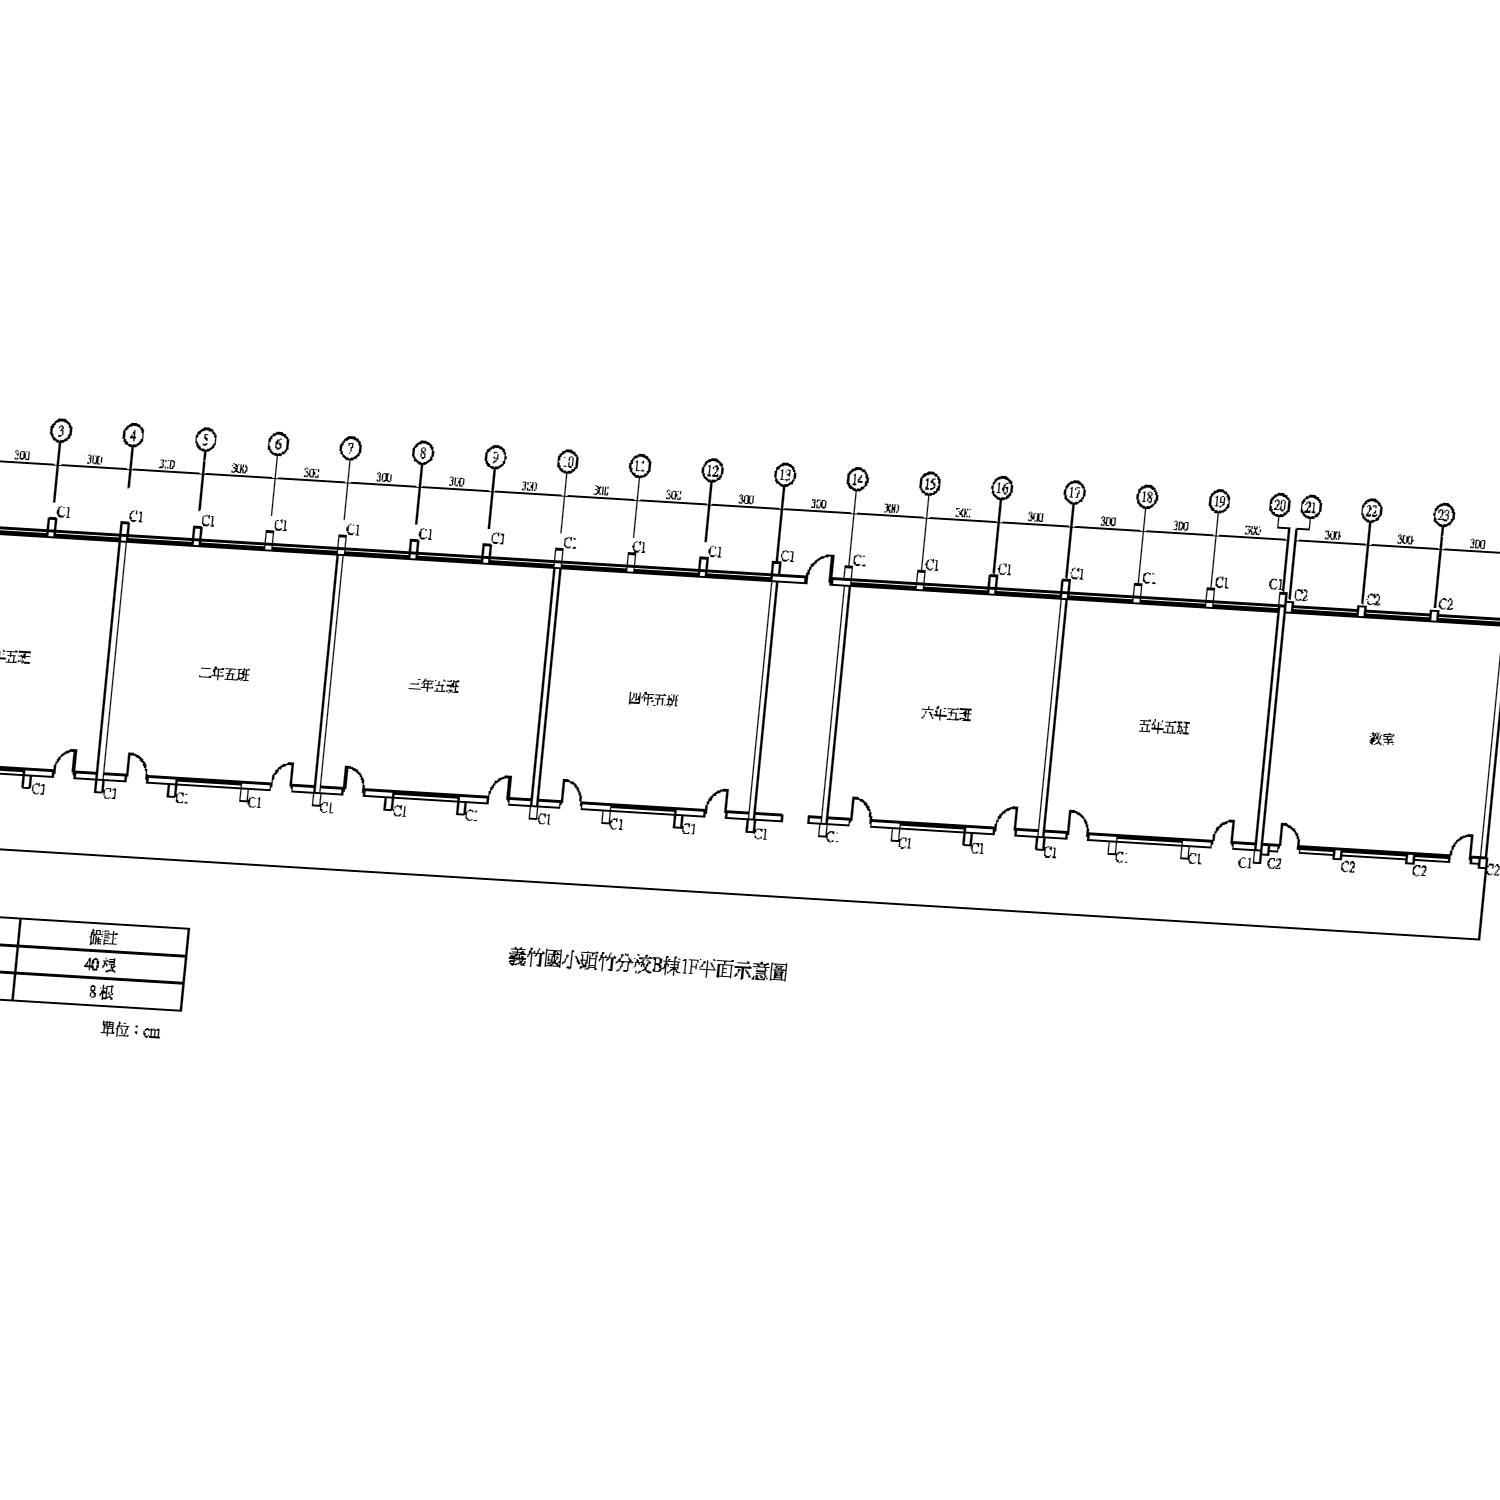 3 4 5 6 7 8 9 10 11 12 13 14 15 16 17 18 19 20 21 22 23
300 300 300 300 300 300 300 300 300 300 300 300 300 300 300 300 300 300 300 300
C1 C1 C1 C1 C1 C1 C1 C1 C1 C1 C1 C1 C1 C1 C1 C1 C1 C1 C2 C2 C2
年五班 二年五班 三年五班 四年五班 六年五班 五年五班 教室
C1 C1 C1 C1 C1 C1 C1 C1 C1 C1 C1 C1 C1 C1 C1 C1 C1 C1 C2 C2 C2 C2
備註
40根
8根
單位：cm
義竹國小頭竹分校B棟1F平面示意圖